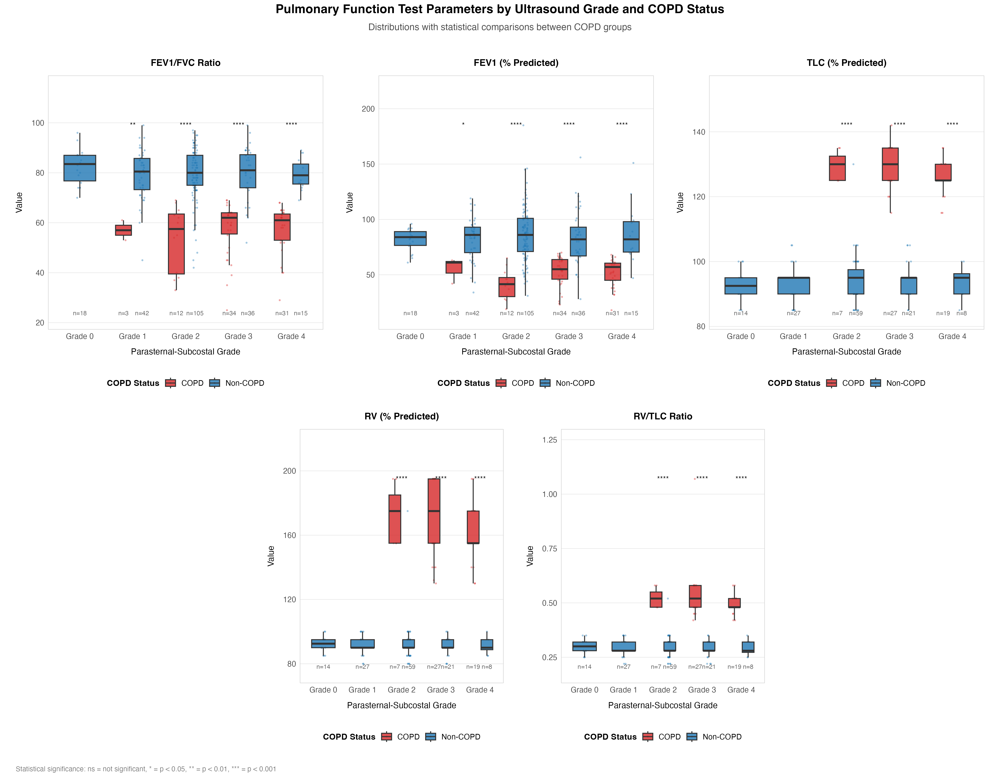 Pulmonary Function Test Parameters by Ultrasound Grade and COPD Status
Distributions with statistical comparisons between COPD groups
FEV1/FVC Ratio
Value
100
80
60
40
20
** **** **** ****
n=18 n=3 n=42 n=12 n=105 n=34 n=36 n=31 n=15
Grade 0 Grade 1 Grade 2 Grade 3 Grade 4
Parasternal-Subcostal Grade
COPD Status COPD Non-COPD
FEV1 (% Predicted)
Value
200
150
100
50
* **** **** ****
n=18 n=3 n=42 n=12 n=105 n=34 n=36 n=31 n=15
Grade 0 Grade 1 Grade 2 Grade 3 Grade 4
Parasternal-Subcostal Grade
COPD Status COPD Non-COPD
TLC (% Predicted)
Value
140
120
100
80
**** **** ****
n=14 n=27 n=7 n=59 n=27 n=21 n=19 n=8
Grade 0 Grade 1 Grade 2 Grade 3 Grade 4
Parasternal-Subcostal Grade
COPD Status COPD Non-COPD
RV (% Predicted)
Value
200
160
120
80
**** **** ****
n=14 n=27 n=7 n=59 n=27 n=21 n=19 n=8
Grade 0 Grade 1 Grade 2 Grade 3 Grade 4
Parasternal-Subcostal Grade
COPD Status COPD Non-COPD
RV/TLC Ratio
Value
1.25
1.00
0.75
0.50
0.25
**** **** ****
n=14 n=27 n=7 n=59 n=27 n=21 n=19 n=8
Grade 0 Grade 1 Grade 2 Grade 3 Grade 4
Parasternal-Subcostal Grade
COPD Status COPD Non-COPD
Statistical significance: ns = not significant, * = p < 0.05, ** = p < 0.01, *** = p < 0.001